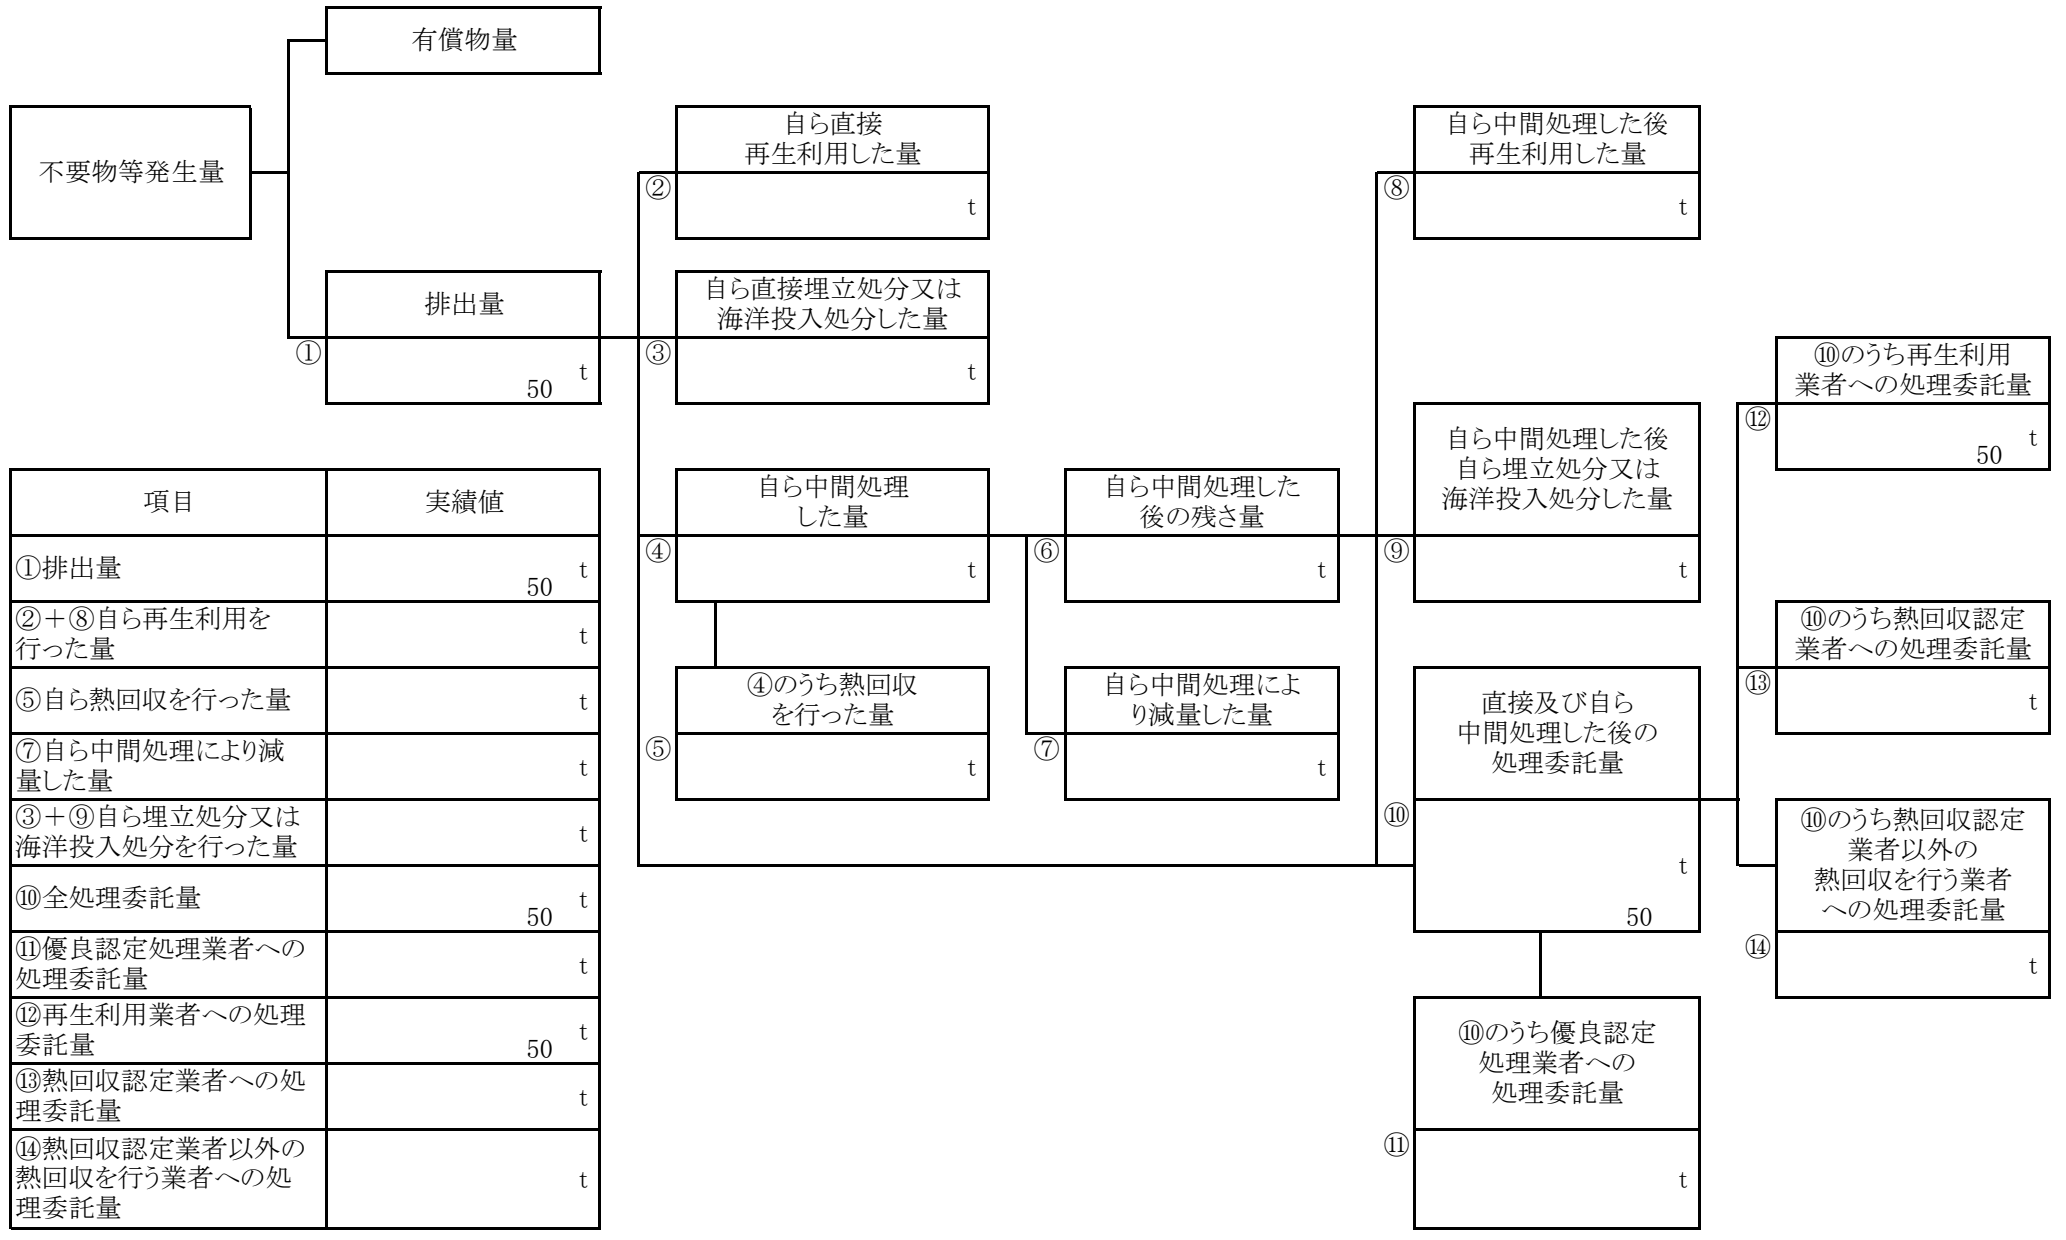 有償物量
不要物等発生量
排出量
①
t
50
自ら直接
再生利用した量
②
t
自ら直接埋立処分又は
海洋投入処分した量
③
t
自ら中間処理
した量
④
t
④のうち熱回収
を行った量
⑤
t
自ら中間処理した
後の残さ量
⑥
t
自ら中間処理によ
り減量した量
⑦
t
自ら中間処理した後
再生利用した量
⑧
t
自ら中間処理した後
自ら埋立処分又は
海洋投入処分した量
⑨
t
直接及び自ら
中間処理した後の
処理委託量
⑩
t
50
⑩のうち優良認定
処理業者への
処理委託量
⑪
t
⑩のうち再生利用
業者への処理委託量
⑫
t
50
⑩のうち熱回収認定
業者への処理委託量
⑬
t
⑩のうち熱回収認定
業者以外の
熱回収を行う業者
への処理委託量
⑭
t
項目 実績値
①排出量
t
50
②＋⑧自ら再生利用を
行った量
t
⑤自ら熱回収を行った量 t
⑦自ら中間処理により減
量した量
t
③＋⑨自ら埋立処分又は
海洋投入処分を行った量
t
⑩全処理委託量
t
50
⑪優良認定処理業者への
処理委託量
t
⑫再生利用業者への処理
委託量
t
50
⑬熱回収認定業者への処
理委託量
t
⑭熱回収認定業者以外の
熱回収を行う業者への処
理委託量
t